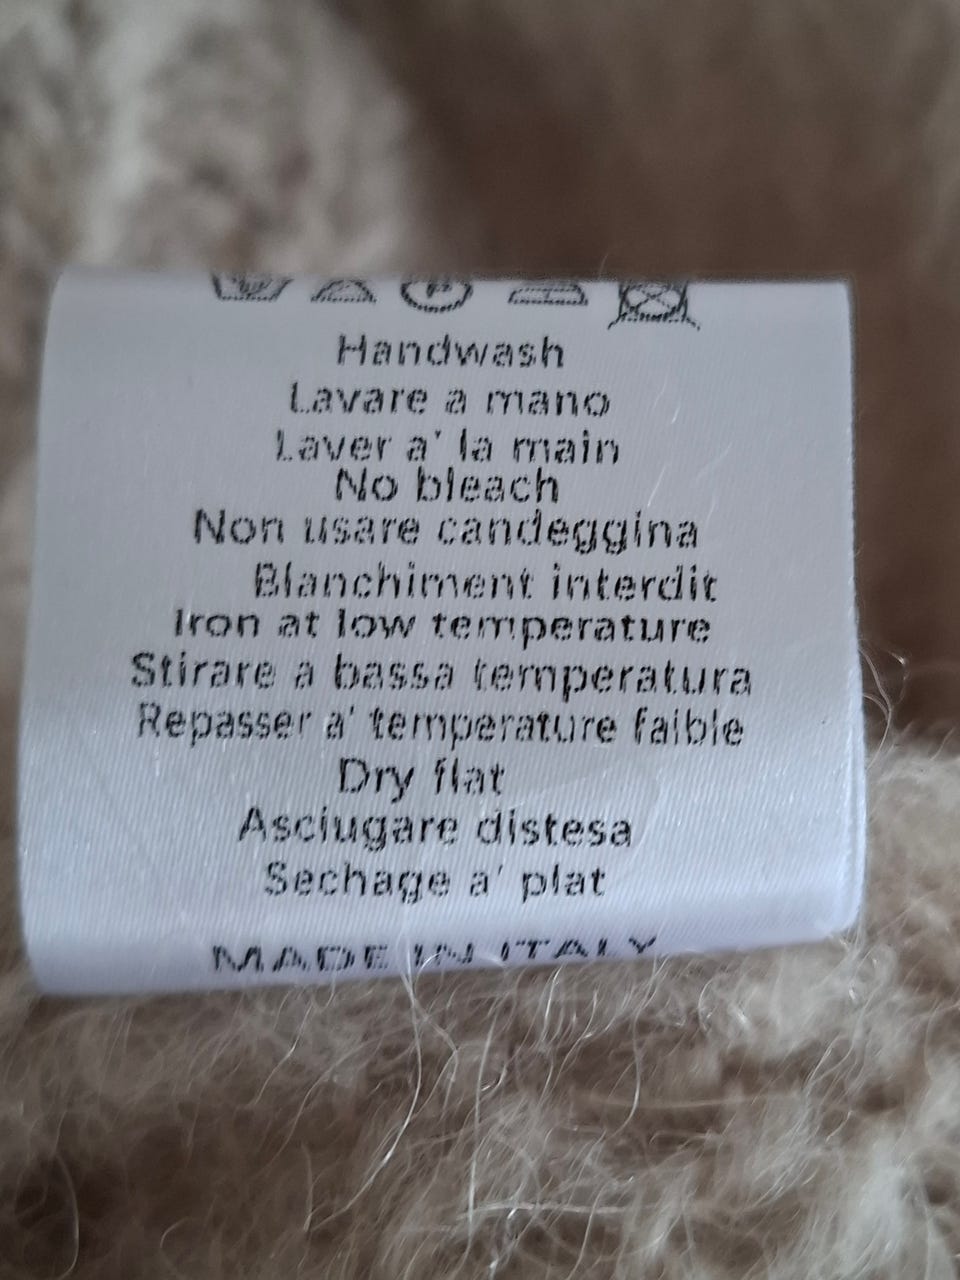 Handwash
Lavare a mano
Laver a' la main
No bleach
Non usare candeggina
Blanchiment interdit
Iron at low temperature
Stirare a bassa temperatura
Repasser a' temperature faible
Dry flat
Asciugare distesa
Sechage a' plat
MADE IN ITALY